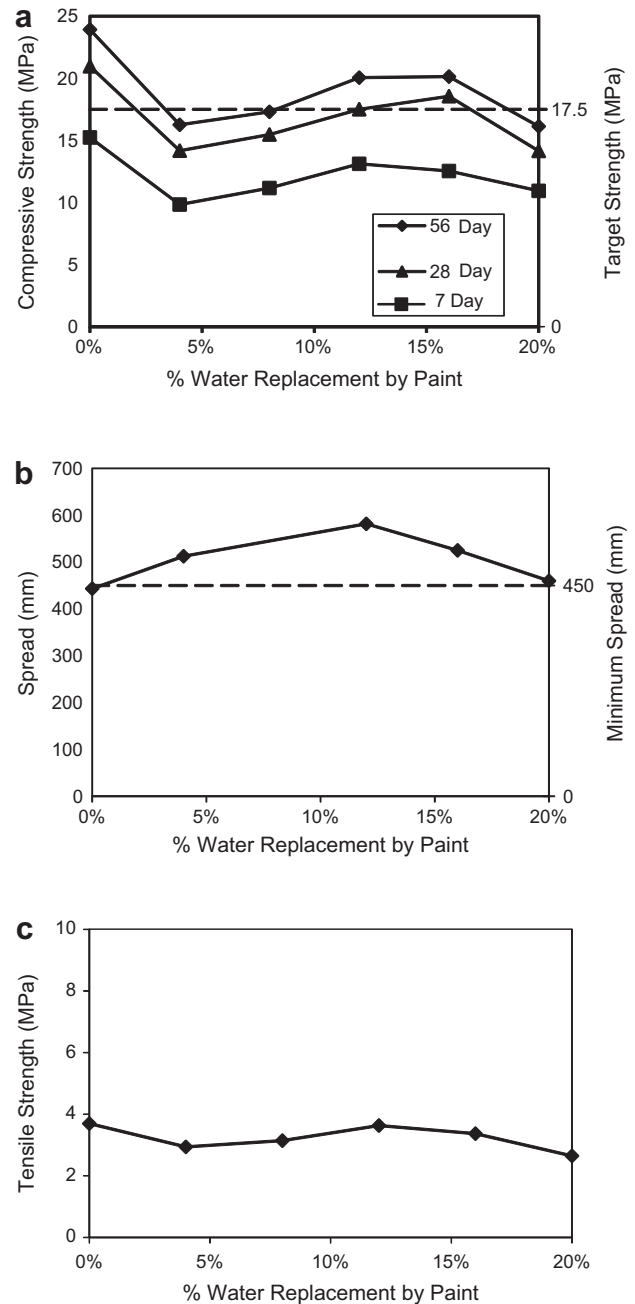 a
Compressive Strength (MPa)
25
20
15
10
5
0
17.5
0
Target Strength (MPa)
56 Day
28 Day
7 Day
0% 5% 10% 15% 20%
% Water Replacement by Paint
b
Spread (mm)
700
600
500
400
300
200
100
0
450
0
Minimum Spread (mm)
0% 5% 10% 15% 20%
% Water Replacement by Paint
c
Tensile Strength (MPa)
10
8
6
4
2
0
0% 5% 10% 15% 20%
% Water Replacement by Paint